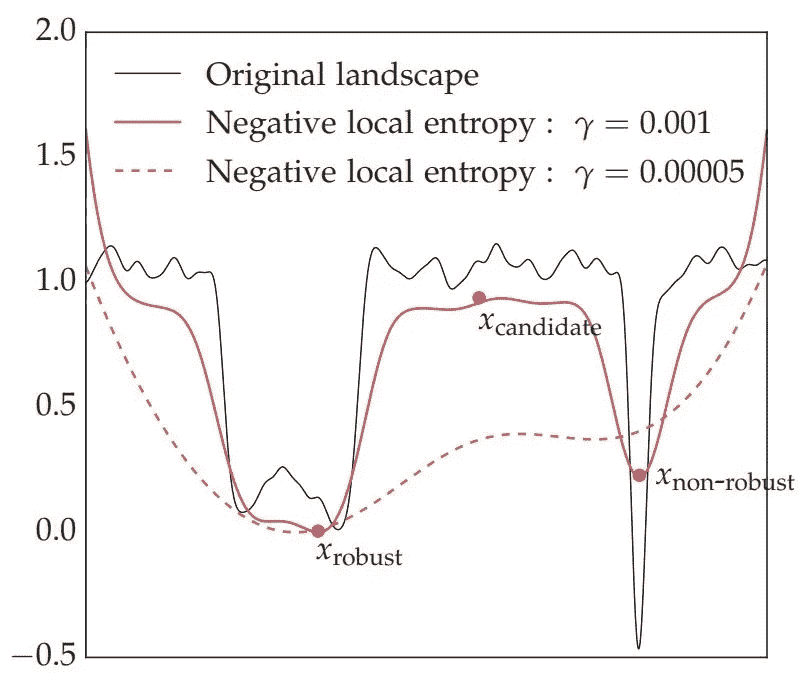 2.0
Original landscape
Negative local entropy : γ = 0.001
1.5
Negative local entropy : γ = 0.00005
1.0
x_candidate
0.5
x_non-robust
0.0
x_robust
−0.5